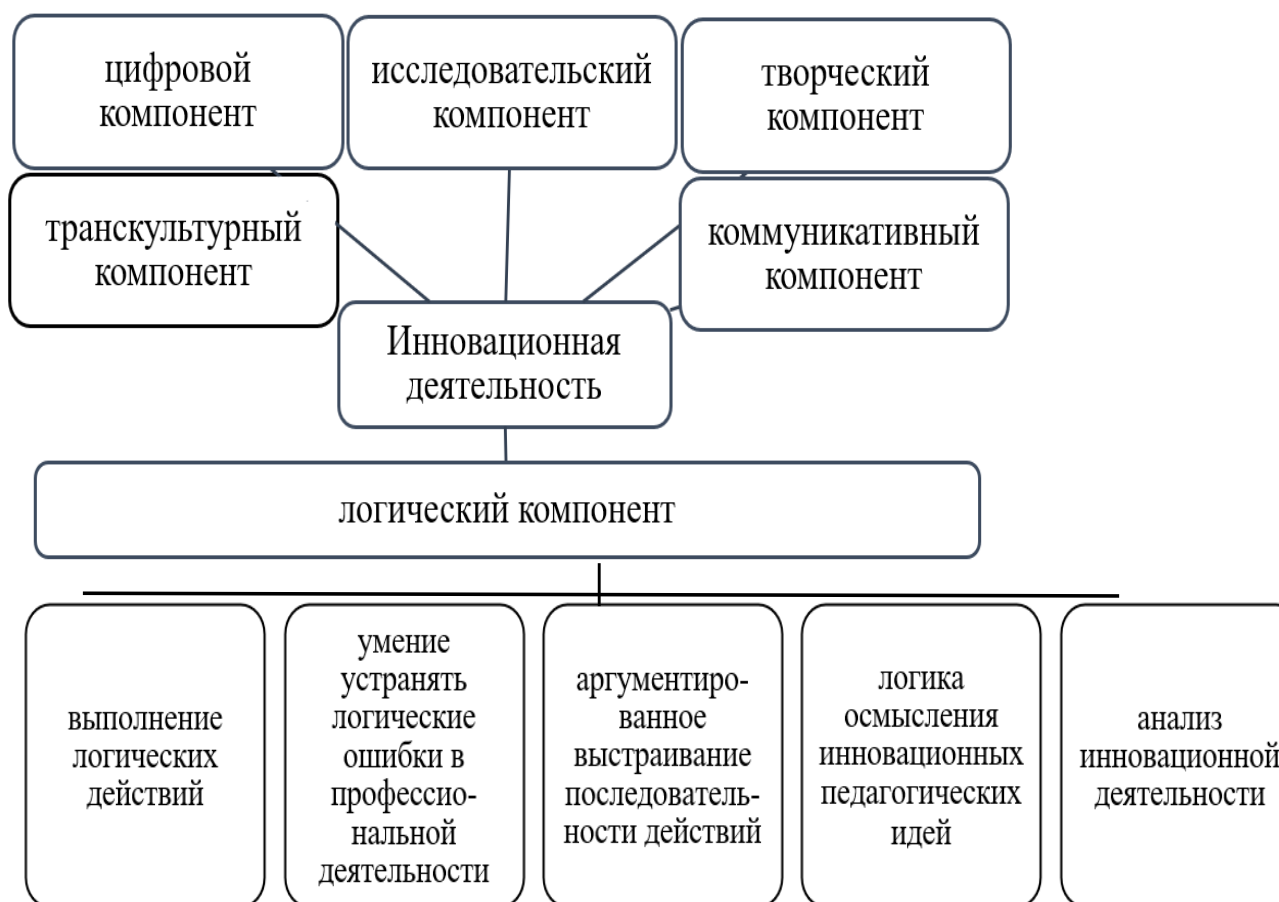 цифровой
компонент
исследовательский
компонент
творческий
компонент
транскультурный
компонент
коммуникативный
компонент
Инновационная
деятельность
логический компонент
выполнение
логических
действий
умение
устранять
логические
ошибки в
профессио-
нальной
деятельности
аргументиро-
ванное
выстраивание
последователь-
ности действий
логика
осмысления
инновационных
педагогических
идей
анализ
инновационной
деятельности